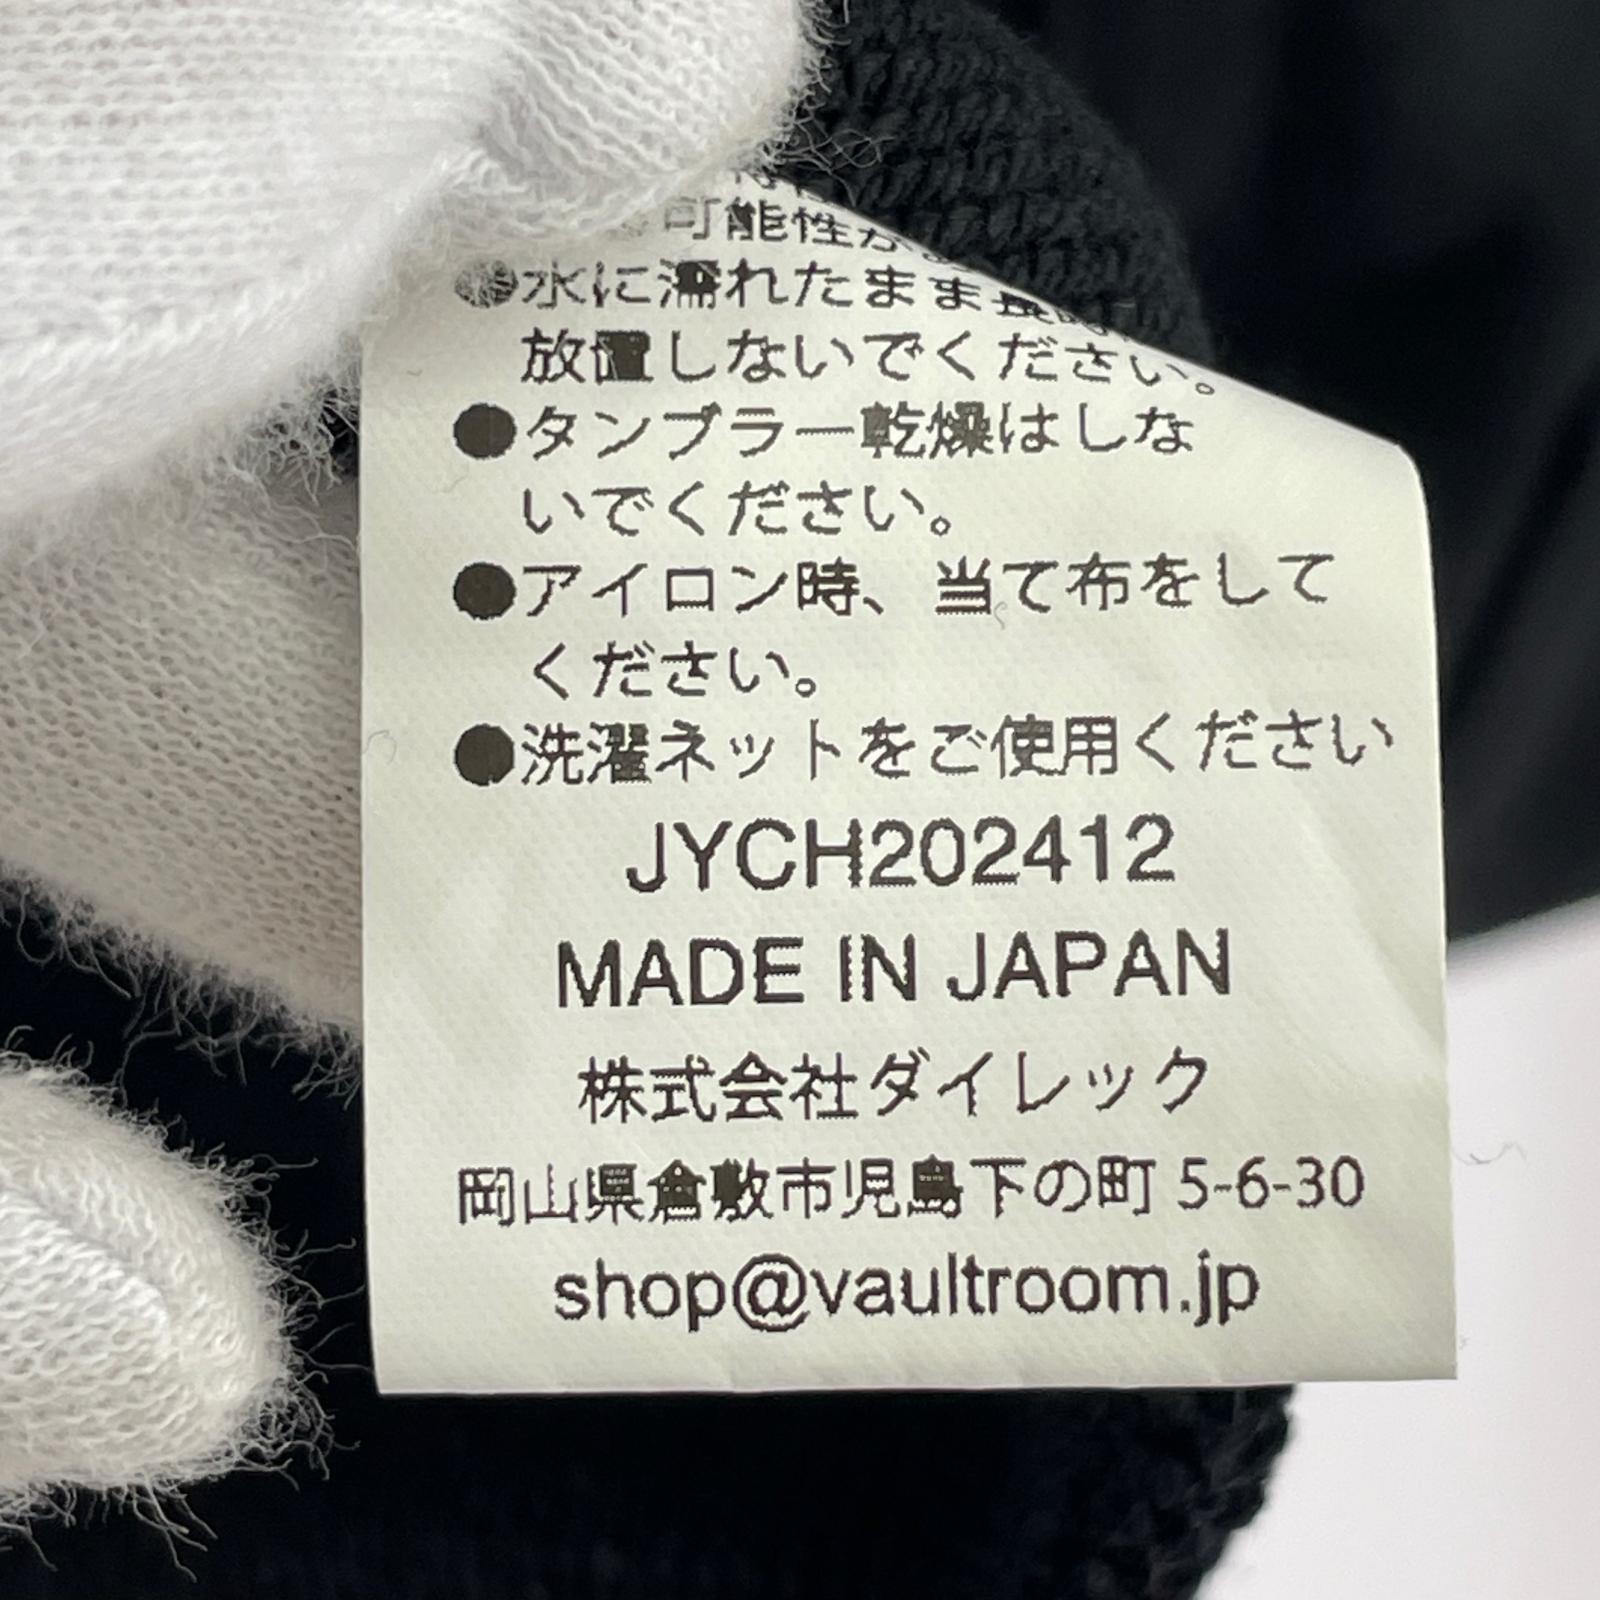 可能性が
●水に濡れたまま長時
放置しないでください。
●タンブラー乾燥はしな
いでください。
●アイロン時、当て布をして
ください。
●洗濯ネットをご使用ください
JYCH202412
MADE IN JAPAN
株式会社ダイレック
岡山県倉敷市児島下の町 5-6-30
shop@vaultroom.jp